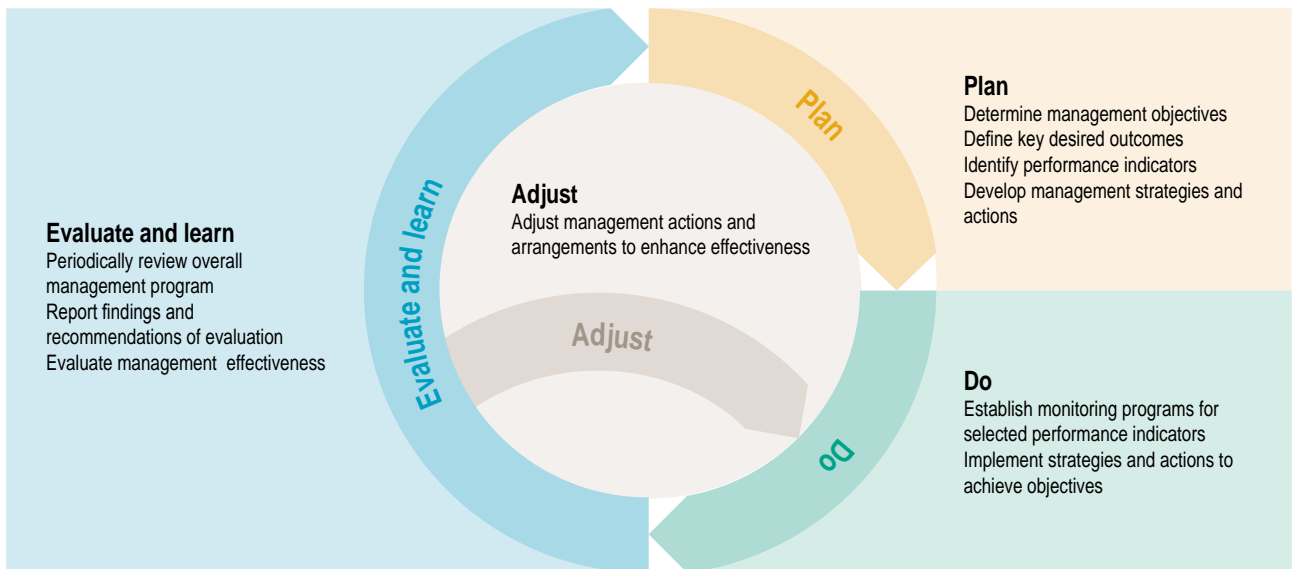 Plan
Plan
Determine management objectives
Define key desired outcomes
Identify performance indicators
Develop management strategies and
actions
Adjust
Adjust management actions and
arrangements to enhance effectiveness
Evaluate and learn
Periodically review overall
management program
Report findings and
recommendations of evaluation
Evaluate management effectiveness
Evaluate and learn
Adjust
Do
Do
Establish monitoring programs for
selected performance indicators
Implement strategies and actions to
achieve objectives